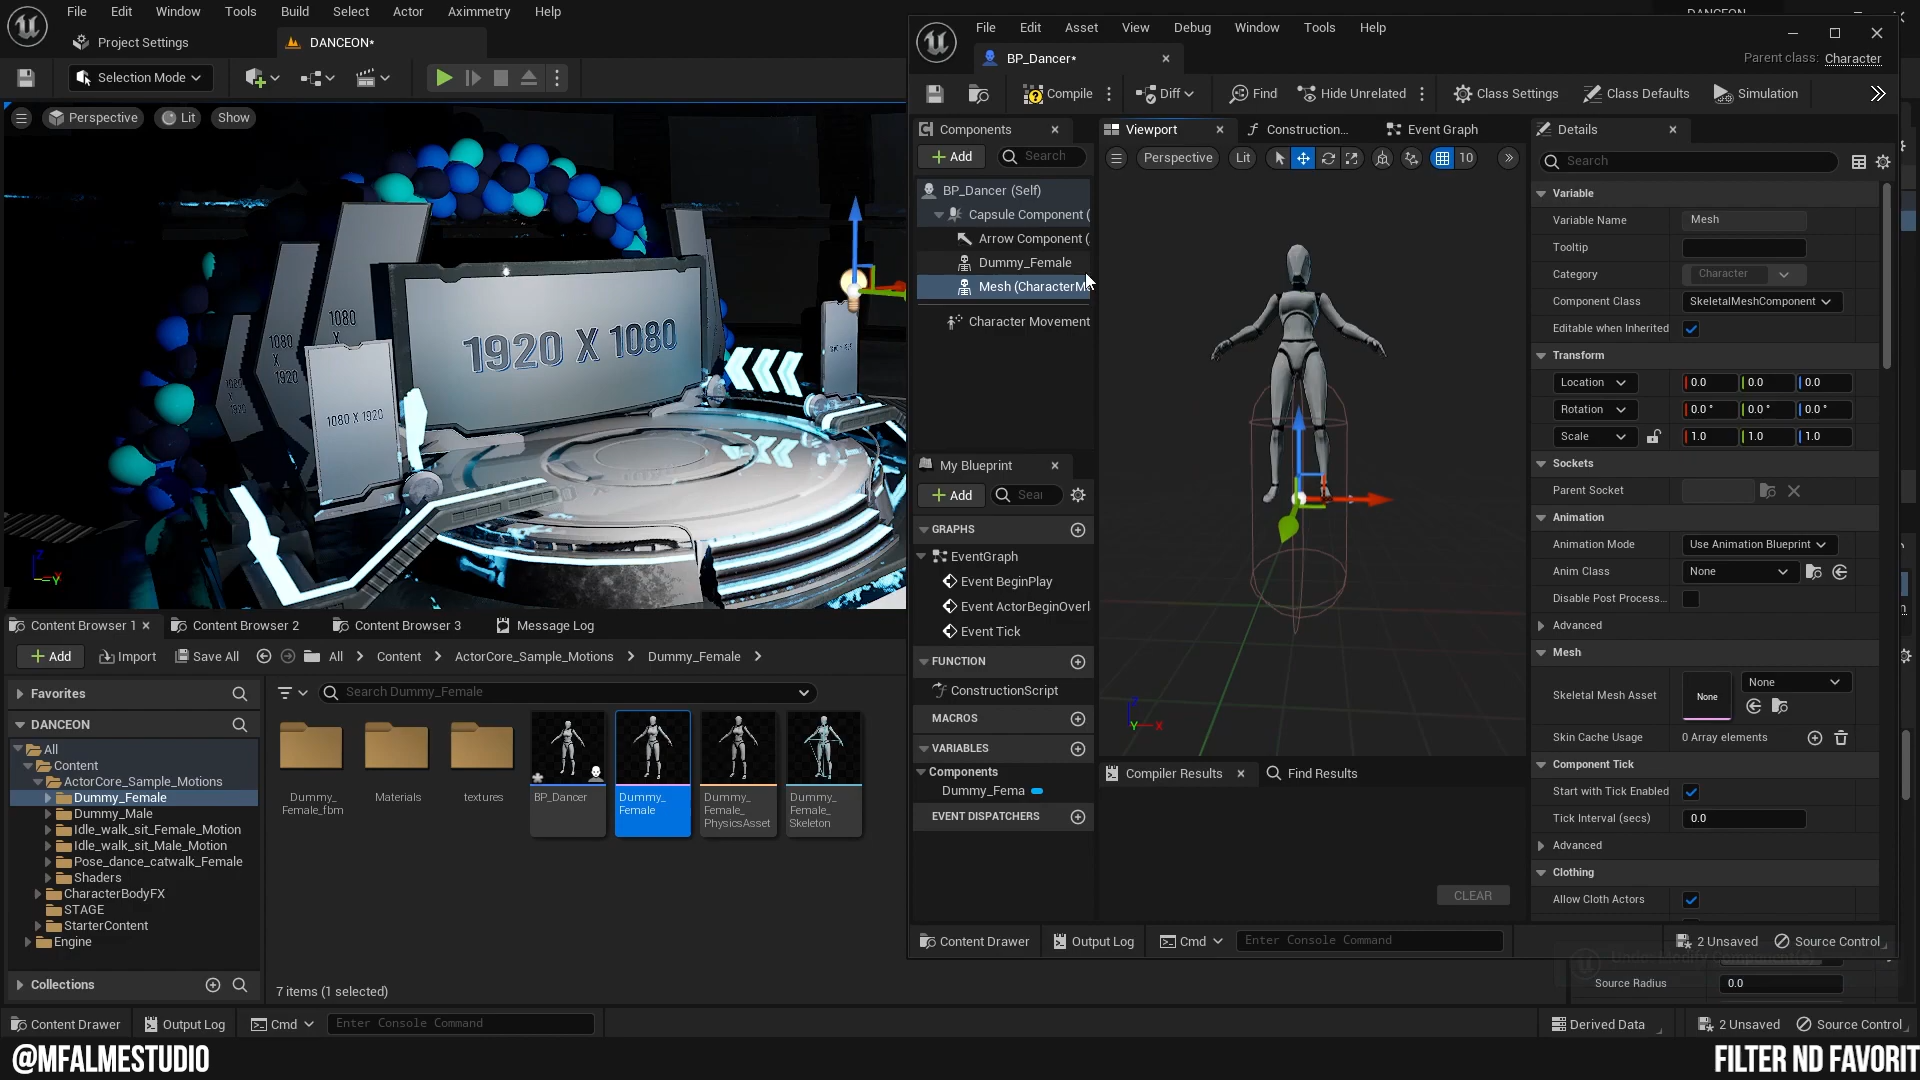 File Edit Window Tools Build Select Actor Aximmetry Help
Project Settings
DANCEON*
Selection Mode
Perspective
Lit
Show
1920 X 1080
1080 X 1920
1080 X 1920
1080 X 1920
Content Browser 1
Content Browser 2
Content Browser 3
Message Log
Add
Import
Save All
All
Content
ActorCore_Sample_Motions
Dummy_Female
Favorites
Search Dummy_Female
DANCEON
All
Content
ActorCore_Sample_Motions
Dummy_Female
Dummy_Male
Idle_walk_sit_Female_Motion
Idle_walk_sit_Male_Motion
Pose_dance_catwalk_Female
Shaders
CharacterBodyFX
STAGE
StarterContent
Engine
Collections
Dummy_
Female_fbm
Materials
textures
BP_Dancer
Dummy_
Female
Dummy_
Female_
PhysicsAsset
Dummy_
Female_
Skeleton
7 items (1 selected)
DANCEON
File Edit Asset View Debug Window Tools Help
BP_Dancer*
Parent class: Character
Compile
Diff
Find
Hide Unrelated
Class Settings
Class Defaults
Simulation
Components
Add
Search
BP_Dancer (Self)
Capsule Component (
Arrow Component (
Dummy_Female
Mesh (CharacterM
Character Movement
My Blueprint
Add
Sear
GRAPHS
EventGraph
Event BeginPlay
Event ActorBeginOverl
Event Tick
FUNCTION
ConstructionScript
MACROS
VARIABLES
Components
Dummy_Fema
EVENT DISPATCHERS
Viewport
Construction...
Event Graph
Perspective
Lit
10
Compiler Results
Find Results
CLEAR
Details
Search
Variable
Variable Name Mesh
Tooltip
Category Character
Component Class SkeletalMeshComponent
Editable when Inherited
Transform
Location 0.0 0.0 0.0
Rotation 0.0 ° 0.0 ° 0.0 °
Scale 1.0 1.0 1.0
Sockets
Parent Socket
Animation
Animation Mode Use Animation Blueprint
Anim Class None
Disable Post Process...
Advanced
Mesh
Skeletal Mesh Asset None None
Skin Cache Usage 0 Array elements
Component Tick
Start with Tick Enabled
Tick Interval (secs) 0.0
Advanced
Clothing
Allow Cloth Actors
Content Drawer
Output Log
Cmd
Enter Console Command
2 Unsaved
Source Control
Source Radius 0.0
Content Drawer
Output Log
Cmd
Enter Console Command
Derived Data
2 Unsaved
Source Control
@MFALMESTUDIO
FILTER ND FAVORIT